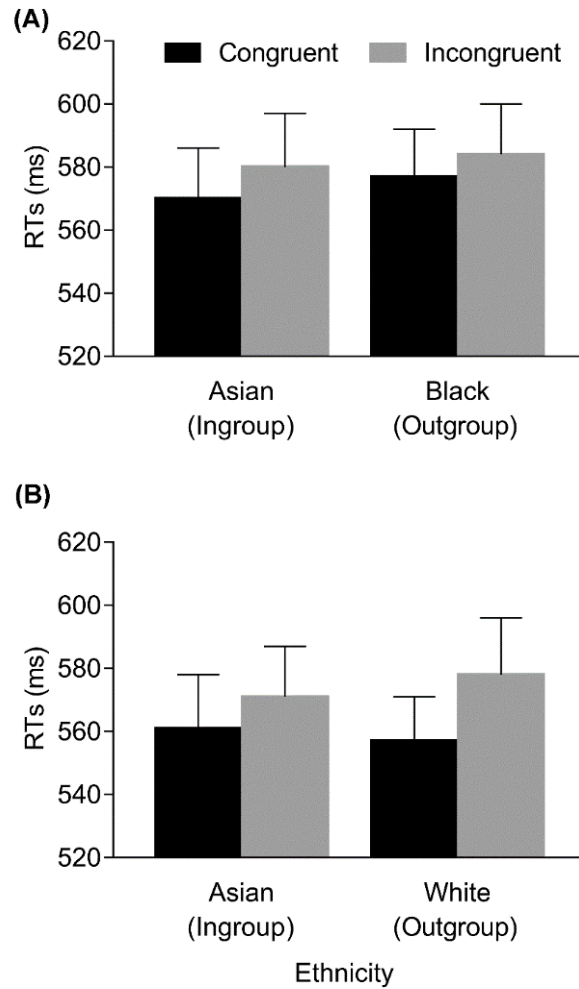 (A)
Congruent Incongruent
620
600
580
560
540
520
RTs (ms)
Asian Black
(Ingroup) (Outgroup)
(B)
620
600
580
560
540
520
RTs (ms)
Asian White
(Ingroup) (Outgroup)
Ethnicity